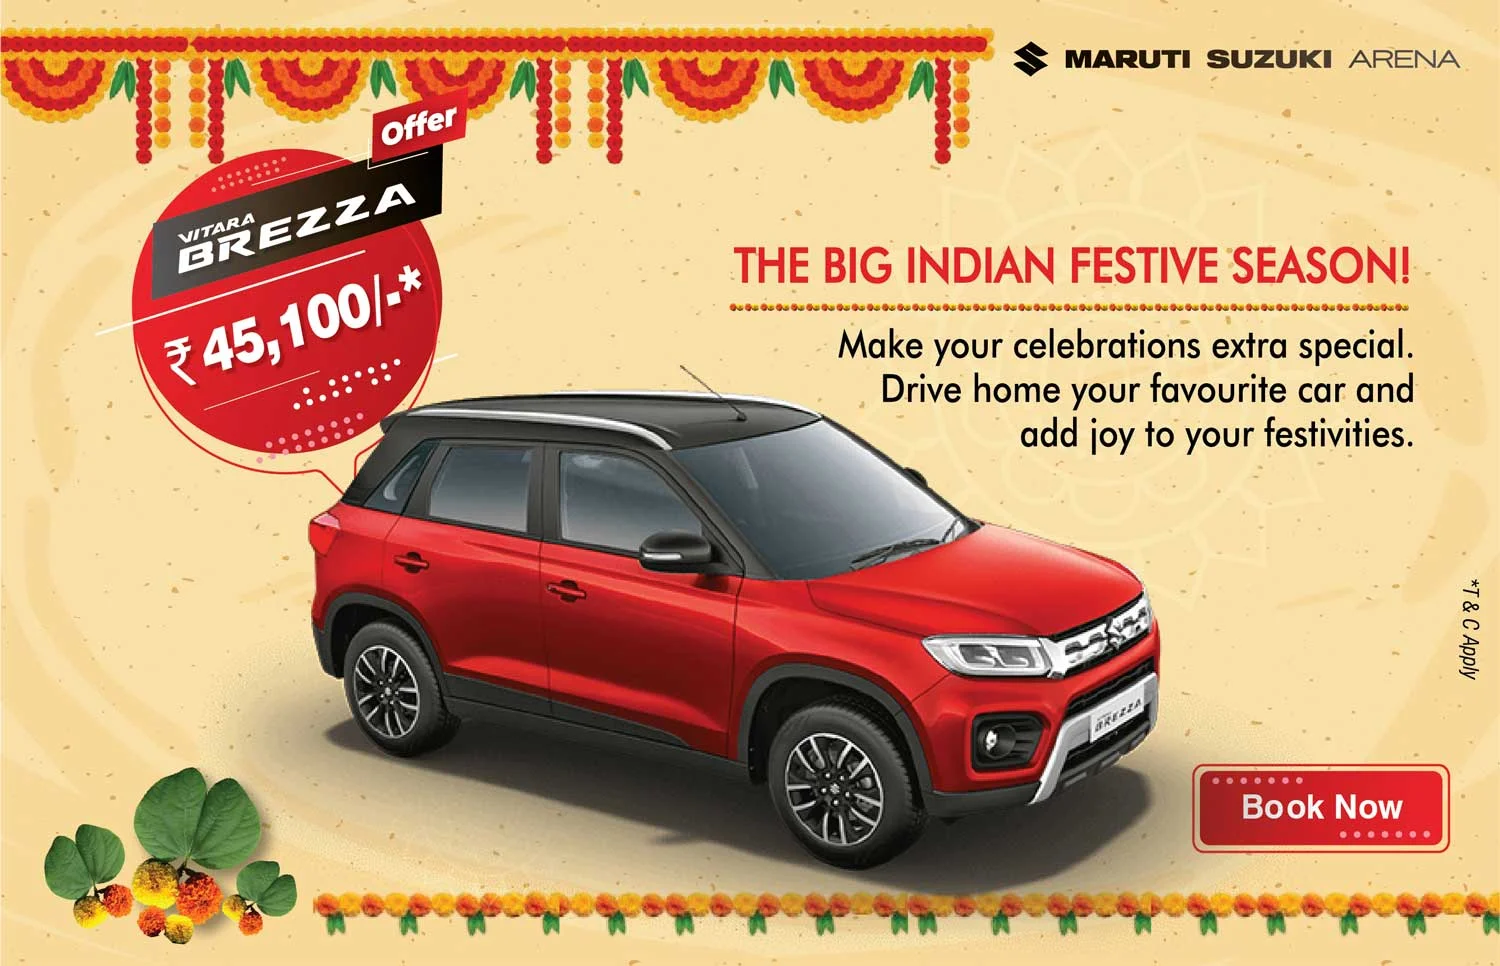 MARUTI SUZUKI ARENA
Offer
VITARA
BREZZA
₹ 45,100/-*
THE BIG INDIAN FESTIVE SEASON!
Make your celebrations extra special.
Drive home your favourite car and
add joy to your festivities.
*T & C Apply
BREZZA
Book Now